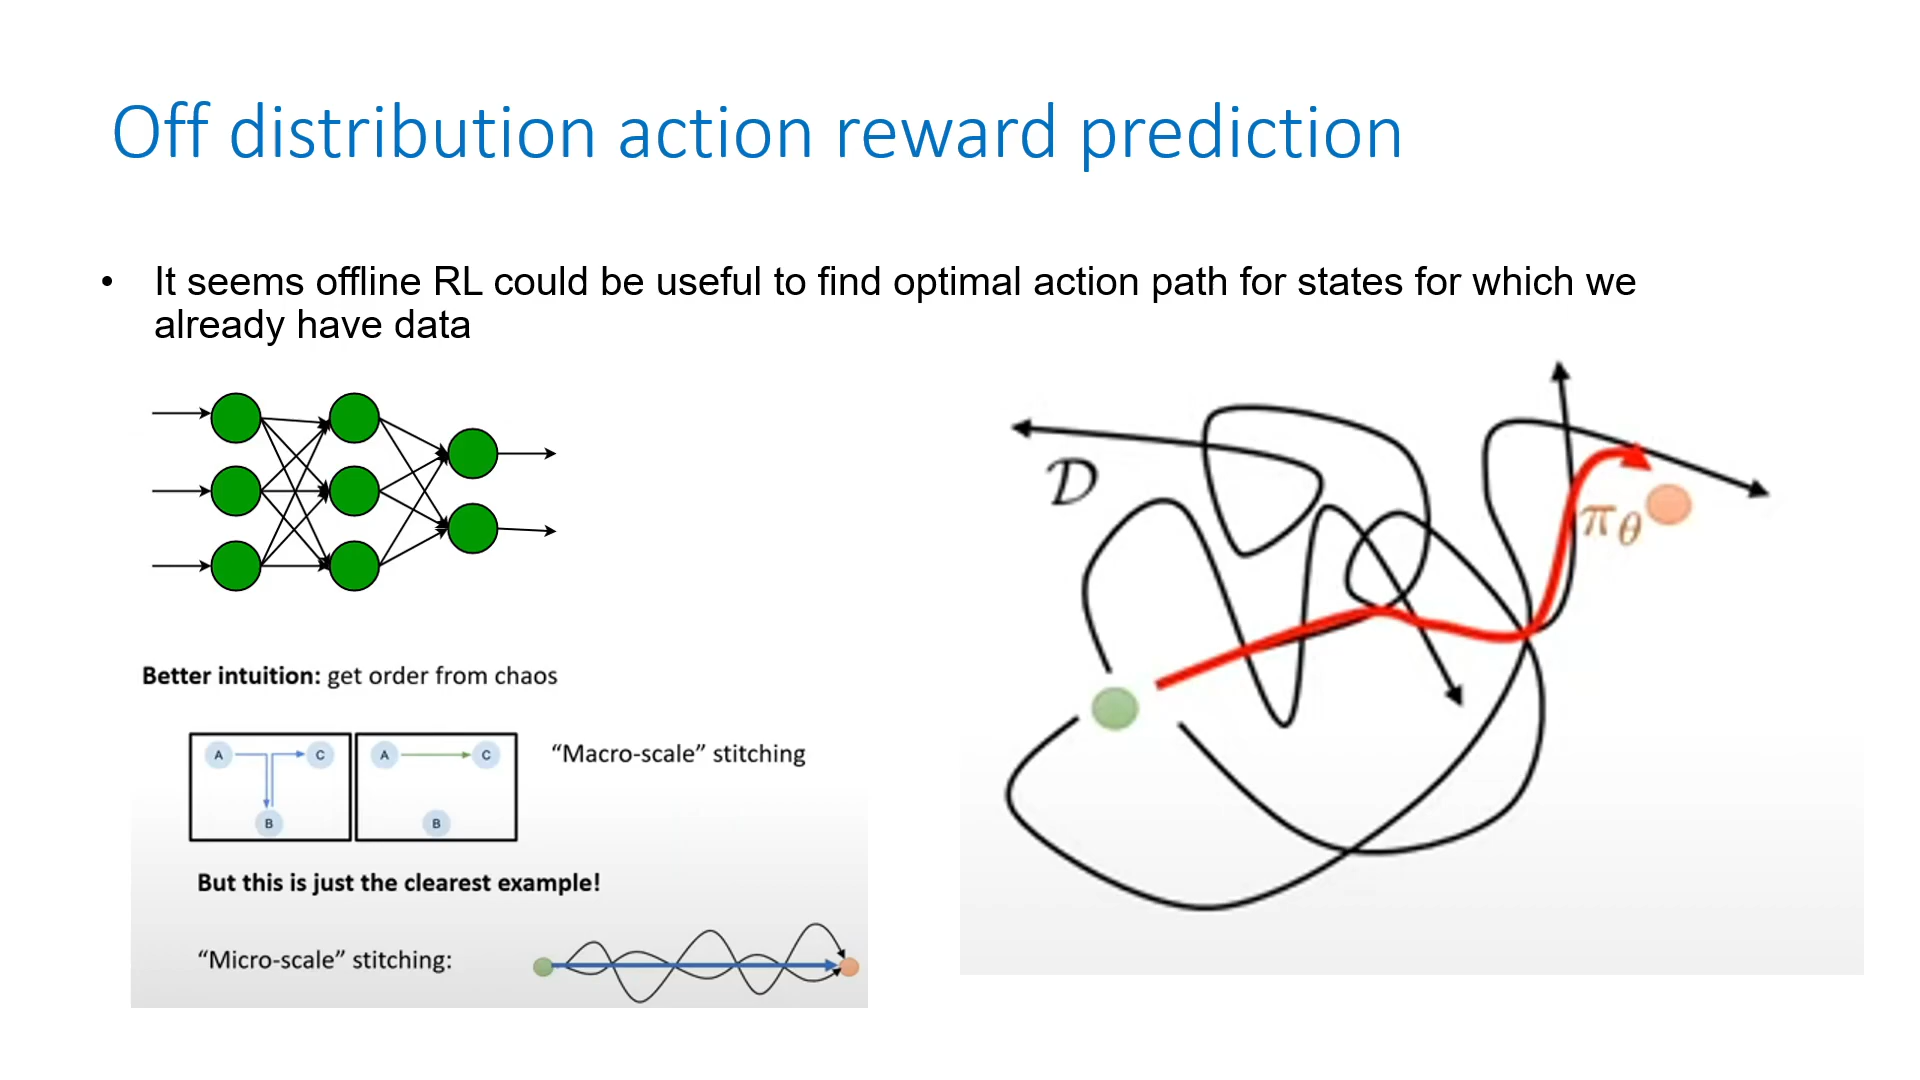 Off distribution action reward prediction
• It seems offline RL could be useful to find optimal action path for states for which we
already have data
Better intuition: get order from chaos
A C A C
B B
“Macro-scale” stitching
But this is just the clearest example!
“Micro-scale” stitching:
𝒟
πθ